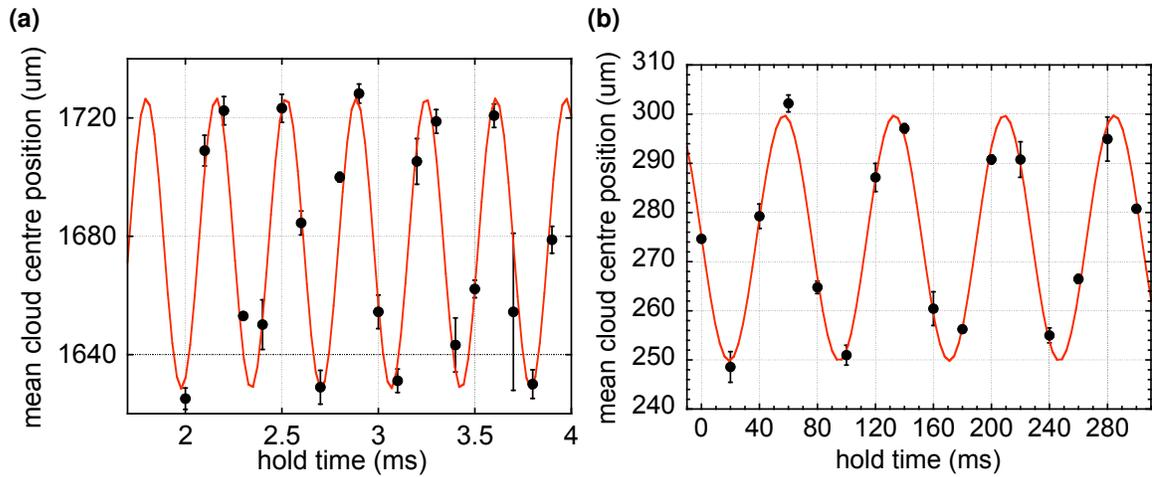 (a)
mean cloud centre position (um)
1720
1680
1640
2 2.5 3 3.5 4
hold time (ms)
(b)
mean cloud centre position (um)
310
300
290
280
270
260
250
240
0 40 80 120 160 200 240 280
hold time (ms)